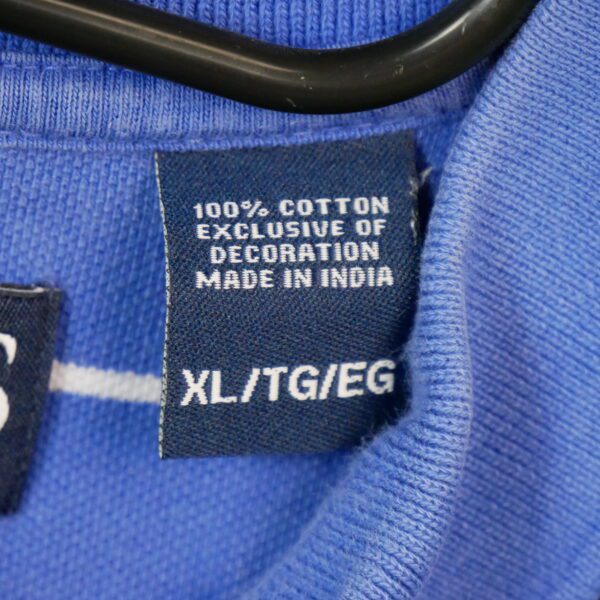 100% COTTON
EXCLUSIVE OF
DECORATION
MADE IN INDIA
XL/TG/EG
S